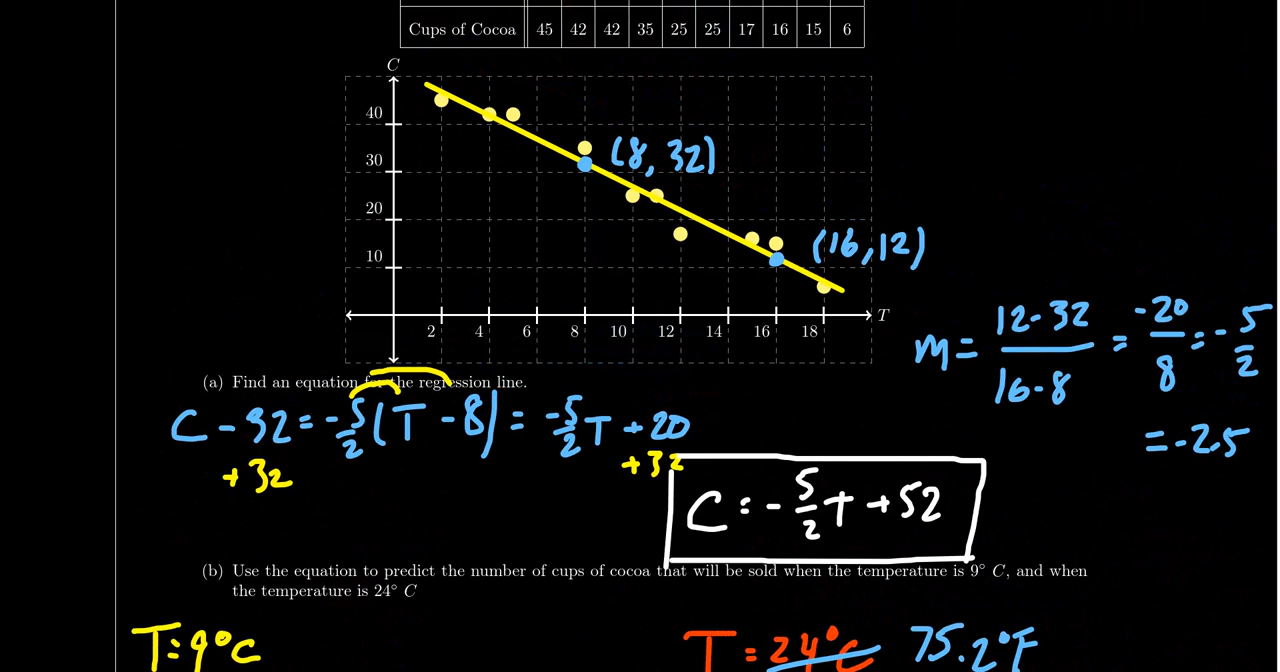 Cups of Cocoa 45 42 42 35 25 25 17 16 15 6
C
40
30
20
10
(8, 32)
(16,12)
2 4 6 8 10 12 14 16 18 T
m = 12-32 / 16-8 = -20 / 8 = - 5 / 2
= -2.5
(a) Find an equation for the regression line.
C - 32 = -5/2 (T - 8) = -5/2 T + 20
+ 32 + 32
C = - 5/2 T + 52
(b) Use the equation to predict the number of cups of cocoa that will be sold when the temperature is 9° C, and when
the temperature is 24° C
T = 9°C T = 24°C 75.2°F